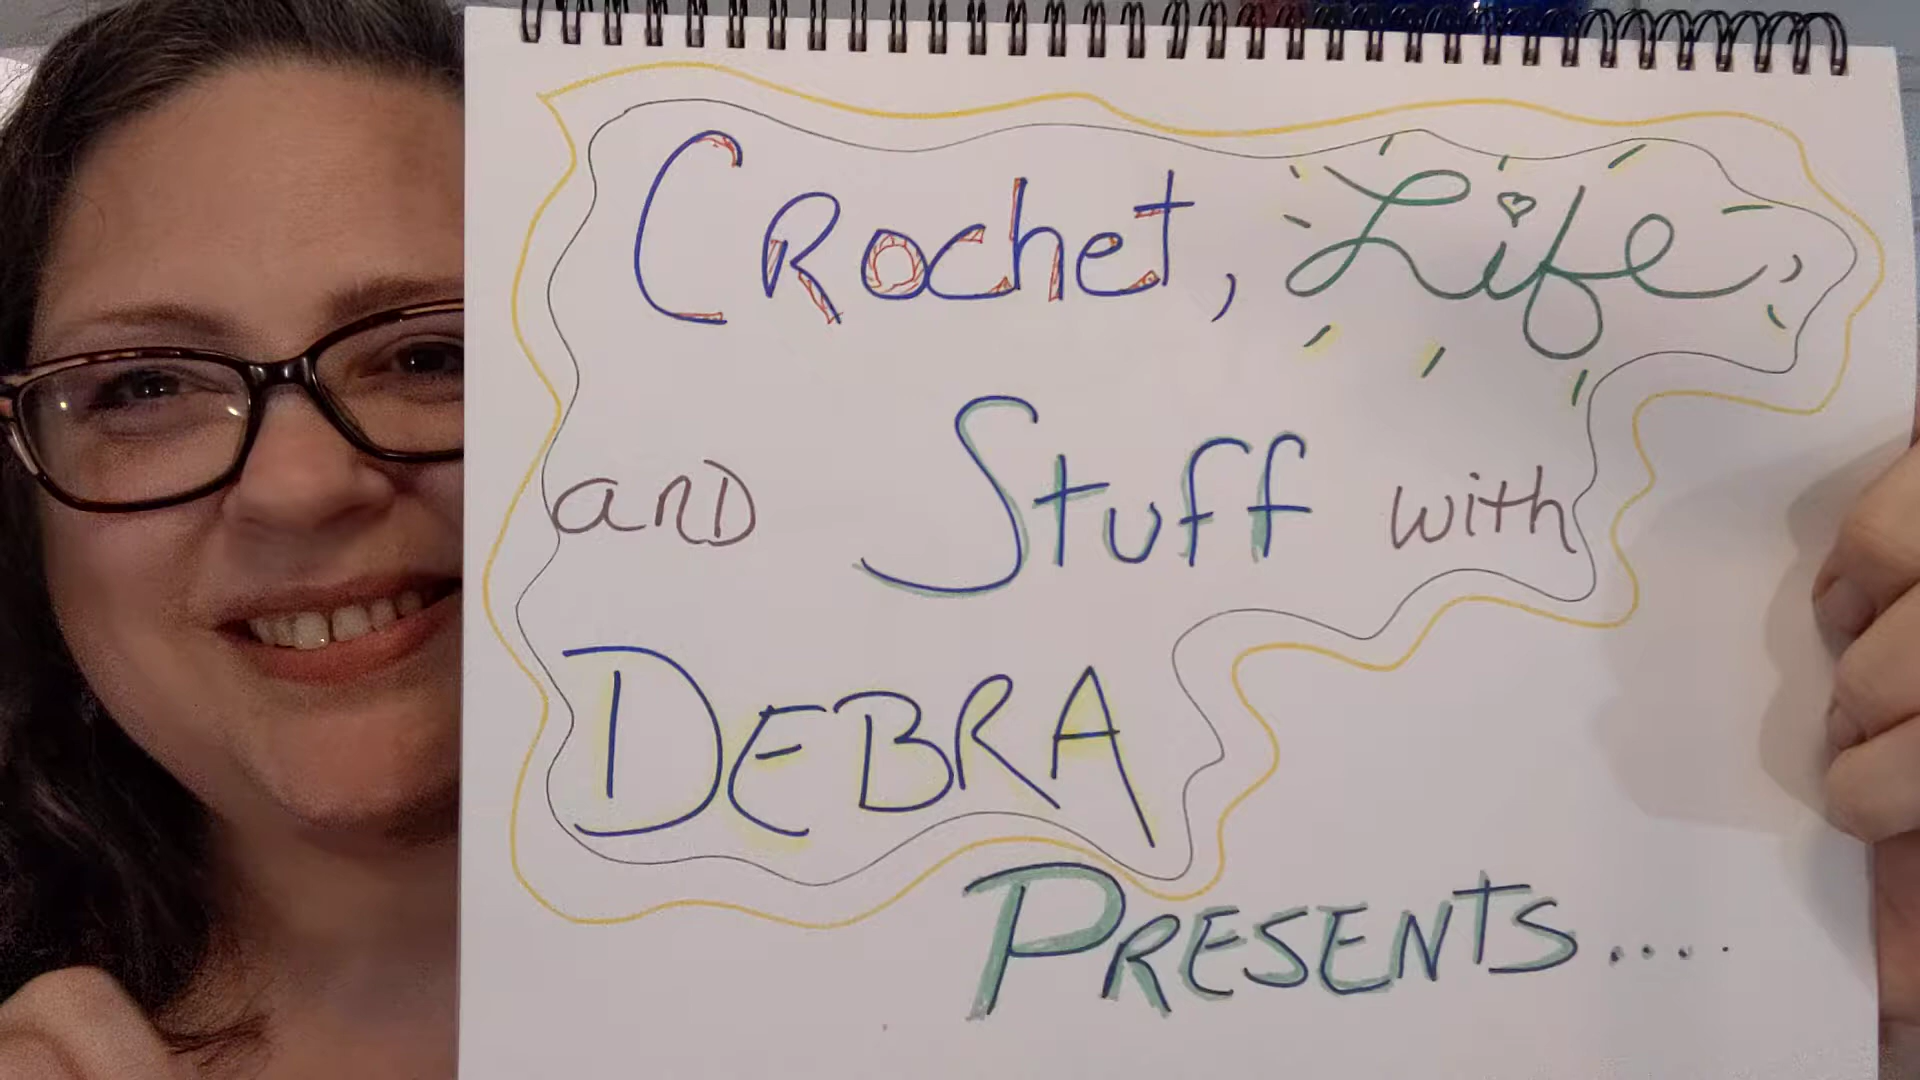 Crochet, Life,
and Stuff with
DEBRA
PRESENTS....